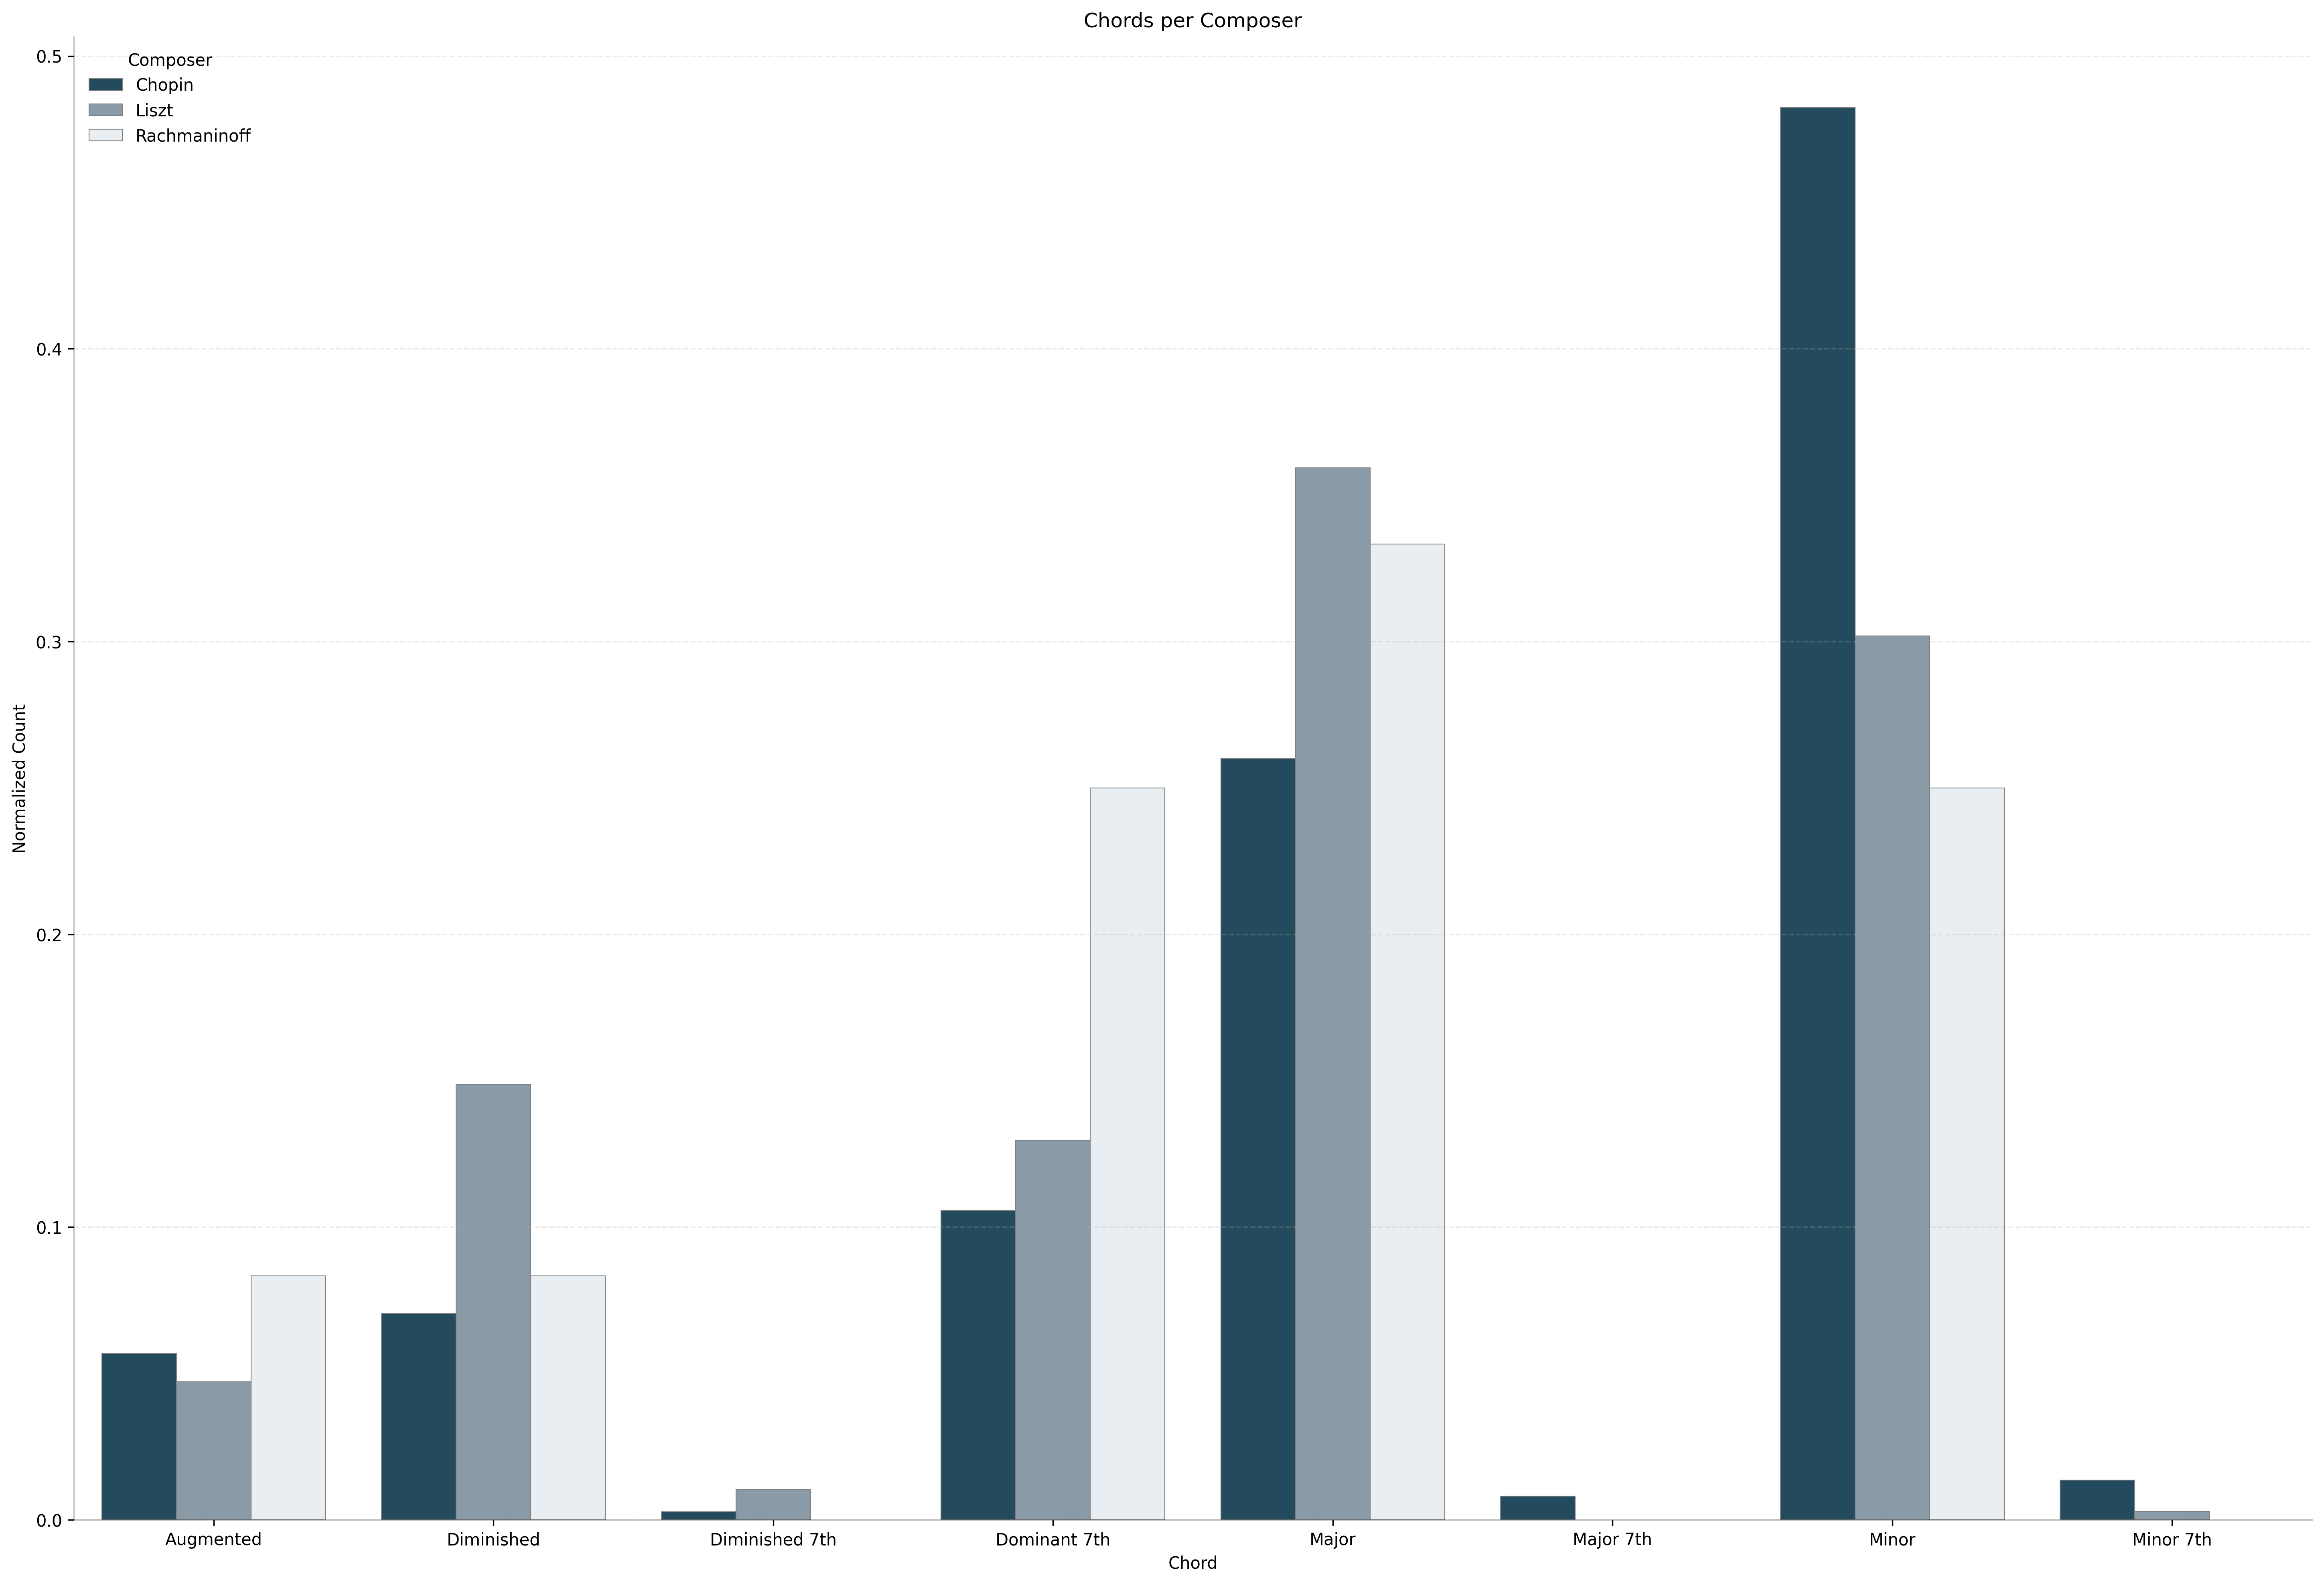 Chords per Composer
Composer
Chopin
Liszt
Rachmaninoff
0.5
0.4
0.3
0.2
0.1
0.0
Normalized Count
Augmented
Diminished
Diminished 7th
Dominant 7th
Major
Major 7th
Minor
Minor 7th
Chord